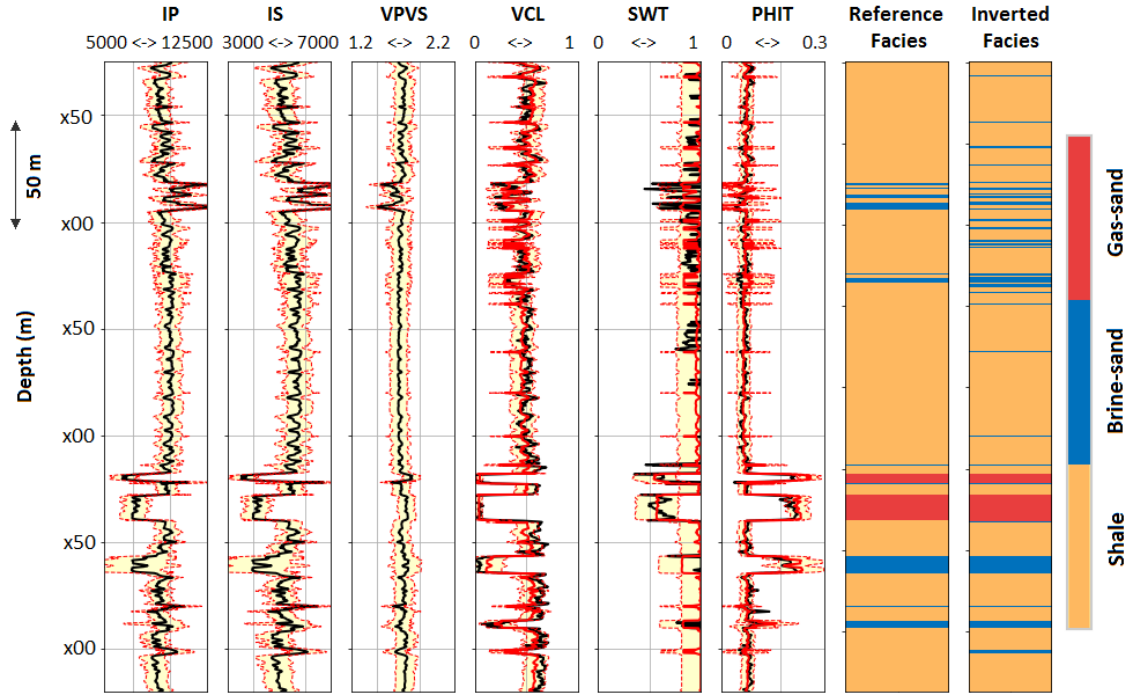 IP IS VPVS VCL SWT PHIT Reference Facies Inverted Facies
5000 <-> 12500 3000 <-> 7000 1.2 <-> 2.2 0 <-> 1 0 <-> 1 0 <-> 0.3
x50
x00
x50
x00
x50
x00
50 m
Depth (m)
Gas-sand
Brine-sand
Shale